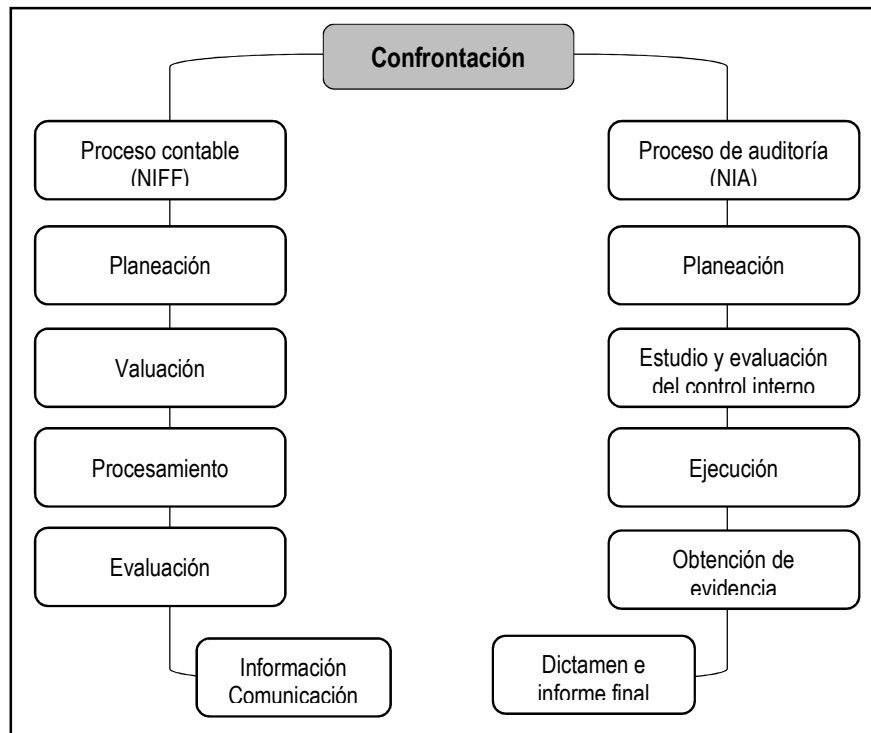 Confrontación
Proceso contable
(NIFF)
Planeación
Valuación
Procesamiento
Evaluación
Información
Comunicación
Proceso de auditoría
(NIA)
Planeación
Estudio y evaluación
del control interno
Ejecución
Obtención de
evidencia
Dictamen e
informe final